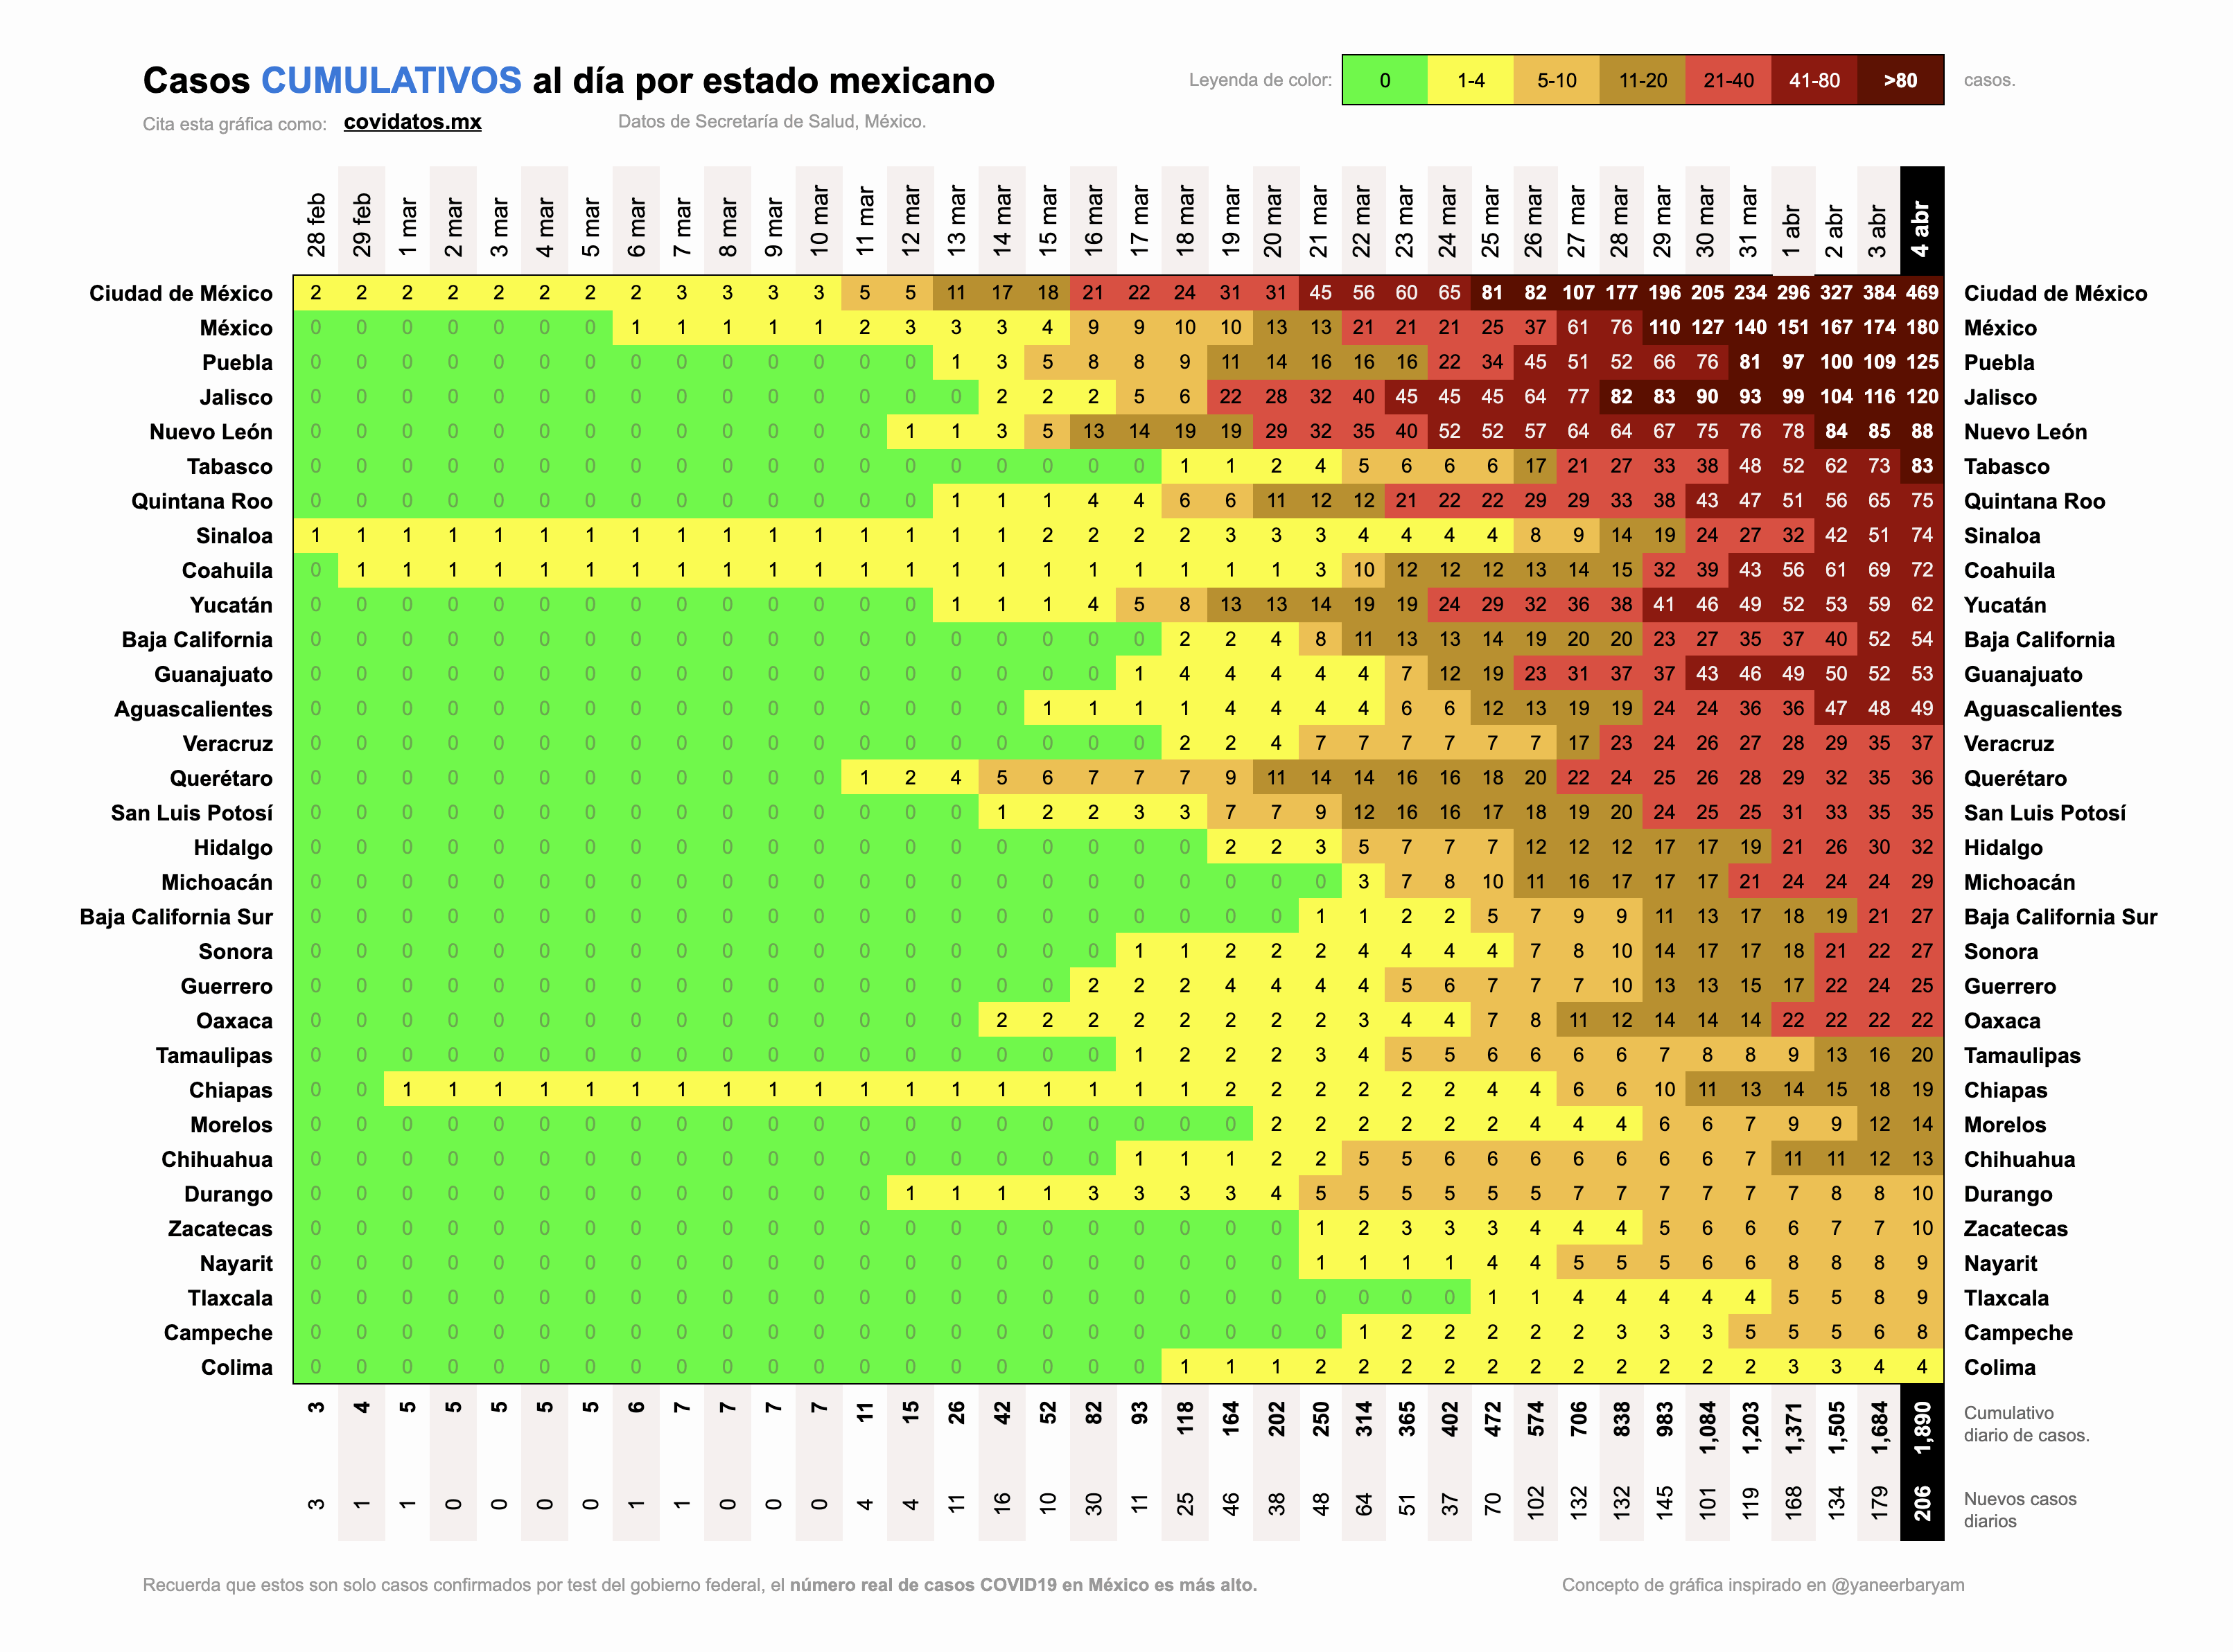 Casos CUMULATIVOS al día por estado mexicano
Leyenda de color: 0 1-4 5-10 11-20 21-40 41-80 >80 casos.
Cita esta gráfica como: covidatos.mx Datos de Secretaría de Salud, México.
28 feb 29 feb 1 mar 2 mar 3 mar 4 mar 5 mar 6 mar 7 mar 8 mar 9 mar 10 mar 11 mar 12 mar 13 mar 14 mar 15 mar 16 mar 17 mar 18 mar 19 mar 20 mar 21 mar 22 mar 23 mar 24 mar 25 mar 26 mar 27 mar 28 mar 29 mar 30 mar 31 mar 1 abr 2 abr 3 abr 4 abr
Ciudad de México 2 2 2 2 2 2 2 2 3 3 3 3 5 5 11 17 18 21 22 24 31 31 45 56 60 65 81 82 107 177 196 205 234 296 327 384 469 Ciudad de México
México 0 0 0 0 0 0 0 1 1 1 1 1 2 3 3 3 4 9 9 10 10 13 13 21 21 21 25 37 61 76 110 127 140 151 167 174 180 México
Puebla 0 0 0 0 0 0 0 0 0 0 0 0 0 0 1 3 5 8 8 9 11 14 16 16 16 22 34 45 51 52 66 76 81 97 100 109 125 Puebla
Jalisco 0 0 0 0 0 0 0 0 0 0 0 0 0 0 0 2 2 2 5 6 22 28 32 40 45 45 45 64 77 82 83 90 93 99 104 116 120 Jalisco
Nuevo León 0 0 0 0 0 0 0 0 0 0 0 0 0 1 1 3 5 13 14 19 19 29 32 35 40 52 52 57 64 64 67 75 76 78 84 85 88 Nuevo León
Tabasco 0 0 0 0 0 0 0 0 0 0 0 0 0 0 0 0 0 0 0 1 1 2 4 5 6 6 6 17 21 27 33 38 48 52 62 73 83 Tabasco
Quintana Roo 0 0 0 0 0 0 0 0 0 0 0 0 0 0 1 1 1 4 4 6 6 11 12 12 21 22 22 29 29 33 38 43 47 51 56 65 75 Quintana Roo
Sinaloa 1 1 1 1 1 1 1 1 1 1 1 1 1 1 1 1 2 2 2 2 3 3 3 4 4 4 4 8 9 14 19 24 27 32 42 51 74 Sinaloa
Coahuila 0 1 1 1 1 1 1 1 1 1 1 1 1 1 1 1 1 1 1 1 1 1 3 10 12 12 12 13 14 15 32 39 43 56 61 69 72 Coahuila
Yucatán 0 0 0 0 0 0 0 0 0 0 0 0 0 0 1 1 1 4 5 8 13 13 14 19 19 24 29 32 36 38 41 46 49 52 53 59 62 Yucatán
Baja California 0 0 0 0 0 0 0 0 0 0 0 0 0 0 0 0 0 0 0 2 2 4 8 11 13 13 14 19 20 20 23 27 35 37 40 52 54 Baja California
Guanajuato 0 0 0 0 0 0 0 0 0 0 0 0 0 0 0 0 0 0 1 4 4 4 4 4 7 12 19 23 31 37 37 43 46 49 50 52 53 Guanajuato
Aguascalientes 0 0 0 0 0 0 0 0 0 0 0 0 0 0 0 0 1 1 1 1 4 4 4 4 6 6 12 13 19 19 24 24 36 36 47 48 49 Aguascalientes
Veracruz 0 0 0 0 0 0 0 0 0 0 0 0 0 0 0 0 0 0 0 2 2 4 7 7 7 7 7 7 17 23 24 26 27 28 29 35 37 Veracruz
Querétaro 0 0 0 0 0 0 0 0 0 0 0 0 1 2 4 5 6 7 7 7 9 11 14 14 16 16 18 20 22 24 25 26 28 29 32 35 36 Querétaro
San Luis Potosí 0 0 0 0 0 0 0 0 0 0 0 0 0 0 0 1 2 2 3 3 7 7 9 12 16 16 17 18 19 20 24 25 25 31 33 35 35 San Luis Potosí
Hidalgo 0 0 0 0 0 0 0 0 0 0 0 0 0 0 0 0 0 0 0 0 2 2 3 5 7 7 7 12 12 12 17 17 19 21 26 30 32 Hidalgo
Michoacán 0 0 0 0 0 0 0 0 0 0 0 0 0 0 0 0 0 0 0 0 0 0 0 3 7 8 10 11 16 17 17 17 21 24 24 24 29 Michoacán
Baja California Sur 0 0 0 0 0 0 0 0 0 0 0 0 0 0 0 0 0 0 0 0 0 0 1 1 2 2 5 7 9 9 11 13 17 18 19 21 27 Baja California Sur
Sonora 0 0 0 0 0 0 0 0 0 0 0 0 0 0 0 0 0 0 1 1 2 2 2 4 4 4 4 7 8 10 14 17 17 18 21 22 27 Sonora
Guerrero 0 0 0 0 0 0 0 0 0 0 0 0 0 0 0 0 0 2 2 2 4 4 4 4 5 6 7 7 7 10 13 13 15 17 22 24 25 Guerrero
Oaxaca 0 0 0 0 0 0 0 0 0 0 0 0 0 0 0 2 2 2 2 2 2 2 2 3 4 4 7 8 11 12 14 14 14 22 22 22 22 Oaxaca
Tamaulipas 0 0 0 0 0 0 0 0 0 0 0 0 0 0 0 0 0 0 1 2 2 2 3 4 5 5 6 6 6 6 7 8 8 9 13 16 20 Tamaulipas
Chiapas 0 0 1 1 1 1 1 1 1 1 1 1 1 1 1 1 1 1 1 1 2 2 2 2 2 2 4 4 6 6 10 11 13 14 15 18 19 Chiapas
Morelos 0 0 0 0 0 0 0 0 0 0 0 0 0 0 0 0 0 0 0 0 0 2 2 2 2 2 2 4 4 4 6 6 7 9 9 12 14 Morelos
Chihuahua 0 0 0 0 0 0 0 0 0 0 0 0 0 0 0 0 0 0 1 1 1 2 2 5 5 6 6 6 6 6 6 6 7 11 11 12 13 Chihuahua
Durango 0 0 0 0 0 0 0 0 0 0 0 0 0 1 1 1 1 3 3 3 3 4 5 5 5 5 5 5 7 7 7 7 7 7 8 8 10 Durango
Zacatecas 0 0 0 0 0 0 0 0 0 0 0 0 0 0 0 0 0 0 0 0 0 0 1 2 3 3 3 4 4 4 5 6 6 6 7 7 10 Zacatecas
Nayarit 0 0 0 0 0 0 0 0 0 0 0 0 0 0 0 0 0 0 0 0 0 0 1 1 1 1 4 4 5 5 5 6 6 8 8 8 9 Nayarit
Tlaxcala 0 0 0 0 0 0 0 0 0 0 0 0 0 0 0 0 0 0 0 0 0 0 0 0 0 0 1 1 4 4 4 4 4 5 5 8 9 Tlaxcala
Campeche 0 0 0 0 0 0 0 0 0 0 0 0 0 0 0 0 0 0 0 0 0 0 0 1 2 2 2 2 2 3 3 3 5 5 5 6 8 Campeche
Colima 0 0 0 0 0 0 0 0 0 0 0 0 0 0 0 0 0 0 0 1 1 1 2 2 2 2 2 2 2 2 2 2 2 3 3 4 4 Colima
3 4 5 5 5 5 5 6 7 7 7 7 11 15 26 42 52 82 93 118 164 202 250 314 365 402 472 574 706 838 983 1,084 1,203 1,371 1,505 1,684 1,890
Cumulativo
diario de casos.
3 1 1 0 0 0 0 1 1 0 0 0 4 4 11 16 10 30 11 25 46 38 48 64 51 37 70 102 132 132 145 101 119 168 134 179 206
Nuevos casos
diarios
Recuerda que estos son solo casos confirmados por test del gobierno federal, el número real de casos COVID19 en México es más alto.
Concepto de gráfica inspirado en @yaneerbaryam